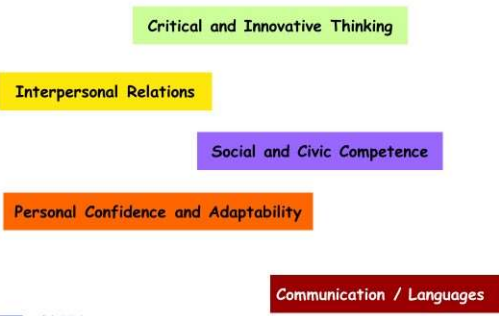 Critical and Innovative Thinking
Interpersonal Relations
Social and Civic Competence
Personal Confidence and Adaptability
Communication / Languages